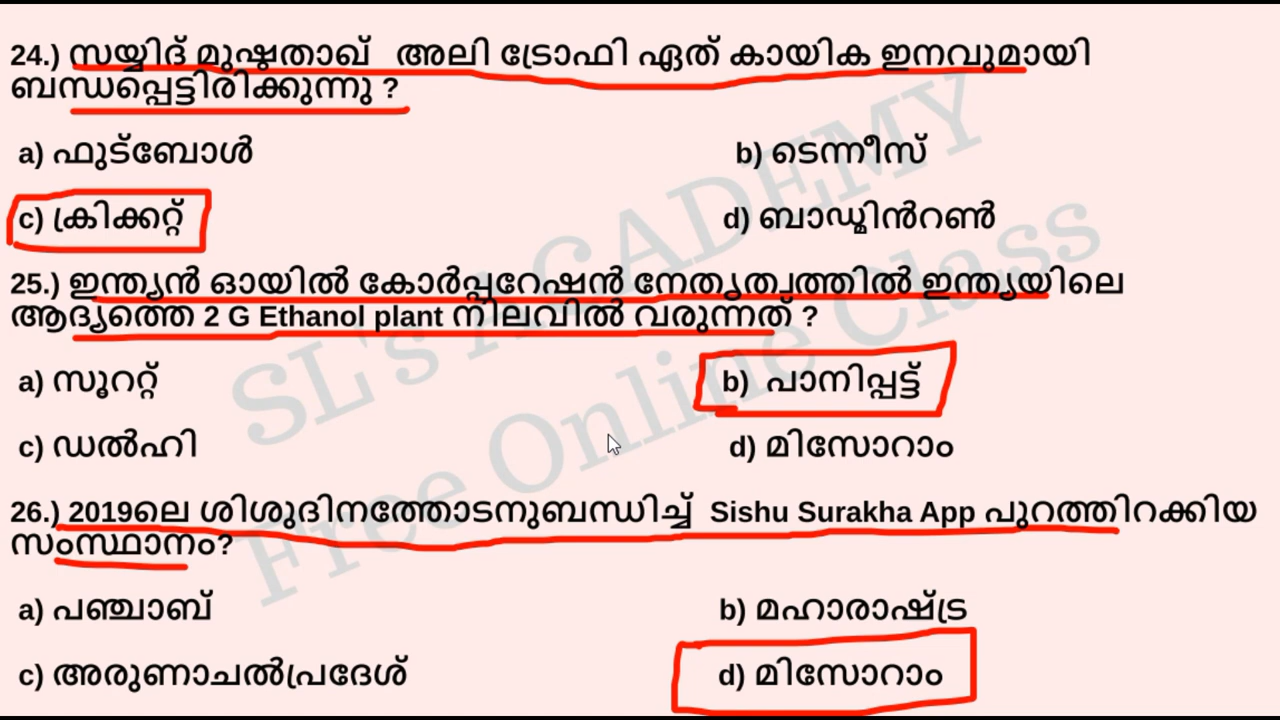 24.) സയ്യിദ് മുഷ്താഖ് അലി ട്രോഫി ഏത് കായിക ഇനവുമായി
ബന്ധപ്പെട്ടിരിക്കുന്നു ?
a) ഫുട്ബോൾ b) ടെന്നീസ്
c) ക്രിക്കറ്റ് d) ബാഡ്മിൻറൺ
25.) ഇന്ത്യൻ ഓയിൽ കോർപ്പറേഷൻ നേതൃത്വത്തിൽ ഇന്ത്യയിലെ
ആദ്യത്തെ 2 G Ethanol plant നിലവിൽ വരുന്നത് ?
a) സൂററ്റ് b) പാനിപ്പട്ട്
c) ഡൽഹി d) മിസോറാം
26.) 2019ലെ ശിശുദിനത്തോടനുബന്ധിച്ച് Sishu Surakha App പുറത്തിറക്കിയ
സംസ്ഥാനം?
a) പഞ്ചാബ് b) മഹാരാഷ്ട്ര
c) അരുണാചൽപ്രദേശ് d) മിസോറാം
SL's ACADEMY
Free Online Class